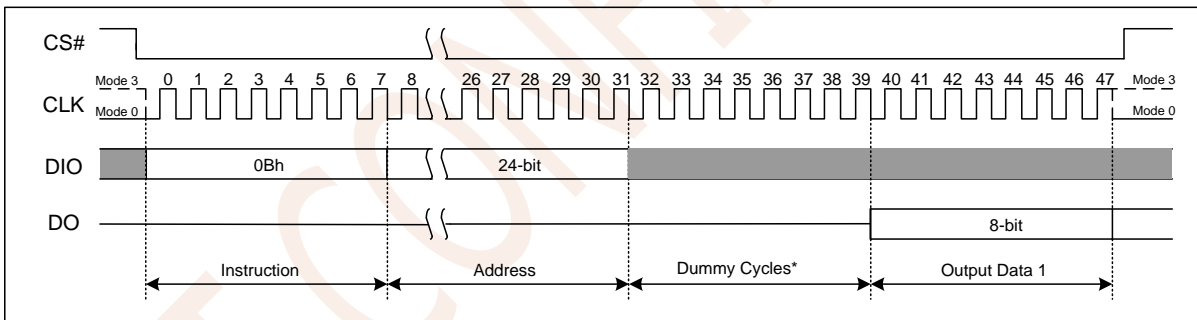 CS#
Mode 3 0 1 2 3 4 5 6 7 8 26 27 28 29 30 31 32 33 34 35 36 37 38 39 40 41 42 43 44 45 46 47 Mode 3
CLK
Mode 0 Mode 0
DIO 0Bh 24-bit
DO 8-bit
Instruction Address Dummy Cycles* Output Data 1